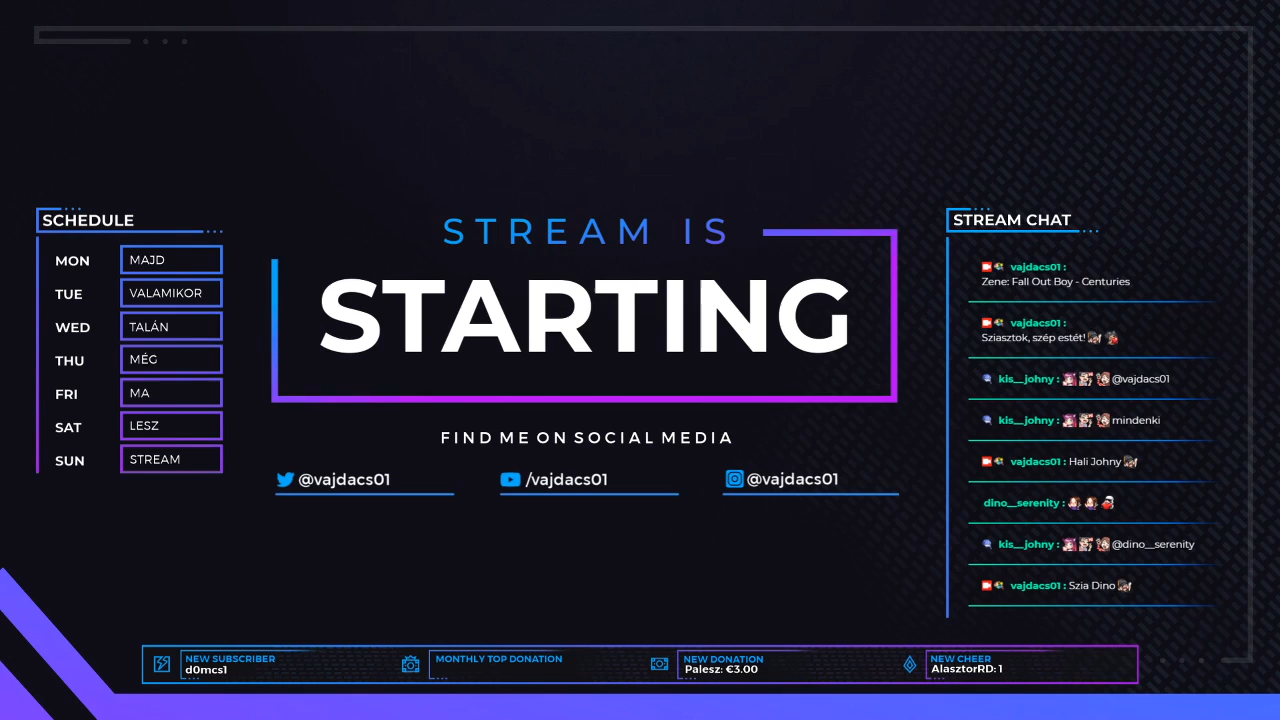 SCHEDULE
MON MAJD
TUE VALAMIKOR
WED TALÁN
THU MÉG
FRI MA
SAT LESZ
SUN STREAM
STREAM IS
STARTING
FIND ME ON SOCIAL MEDIA
@vajdacs01
/vajdacs01
@vajdacs01
STREAM CHAT
vajdacs01 :
Zene: Fall Out Boy - Centuries
vajdacs01 :
Sziasztok, szép estét!
kis__johny : @vajdacs01
kis__johny : mindenki
vajdacs01 : Hali Johny
dino__serenity :
kis__johny : @dino__serenity
vajdacs01 : Szia Dino
NEW SUBSCRIBER
d0mcs1
MONTHLY TOP DONATION
NEW DONATION
Palesz: €3.00
NEW CHEER
AlasztorRD: 1